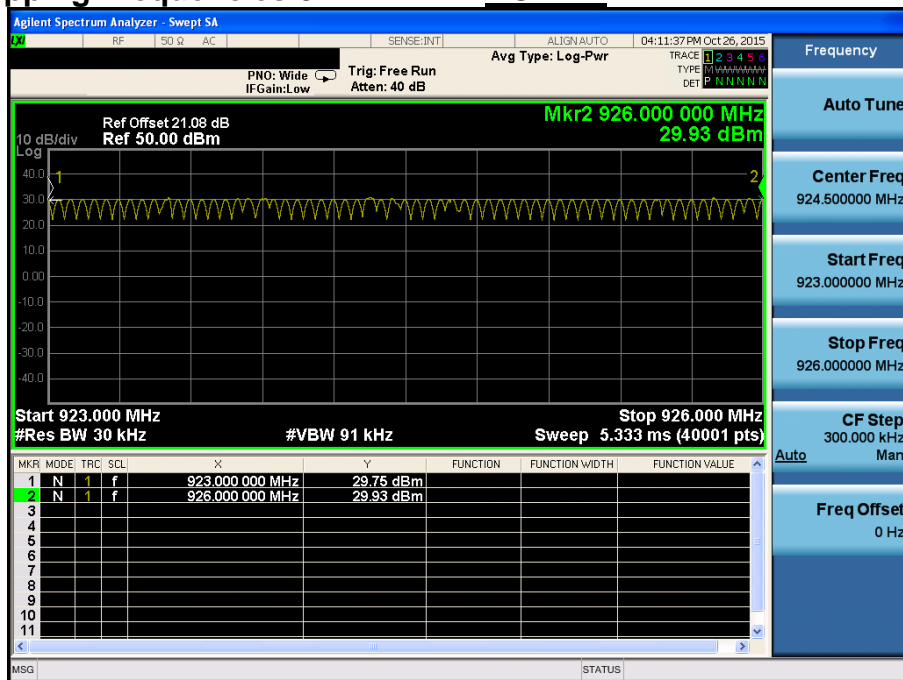 Agilent Spectrum Analyzer - Swept SA
LXI RF 50 Ω AC SENSE:INT ALIGN AUTO 04:11:37 PM Oct 26, 2015
Avg Type: Log-Pwr TRACE 1 2 3 4 5 6
PNO: Wide Trig: Free Run TYPE M WWWWW
IFGain:Low Atten: 40 dB DET P N N N N N
Frequency
Auto Tune
Mkr2 926.000 000 MHz
29.93 dBm
Ref Offset 21.08 dB
10 dB/div Ref 50.00 dBm
Log
40.0
30.0
20.0
10.0
0.00
-10.0
-20.0
-30.0
-40.0
1
2
Center Freq
924.500000 MHz
Start Freq
923.000000 MHz
Stop Freq
926.000000 MHz
Start 923.000 MHz Stop 926.000 MHz
#Res BW 30 kHz #VBW 91 kHz Sweep 5.333 ms (40001 pts)
CF Step
300.000 kHz
Auto Man
Freq Offset
0 Hz
MKR MODE TRC SCL X Y FUNCTION FUNCTION WIDTH FUNCTION VALUE
1 N 1 f 923.000 000 MHz 29.75 dBm
2 N 1 f 926.000 000 MHz 29.93 dBm
3
4
5
6
7
8
9
10
11
MSG STATUS